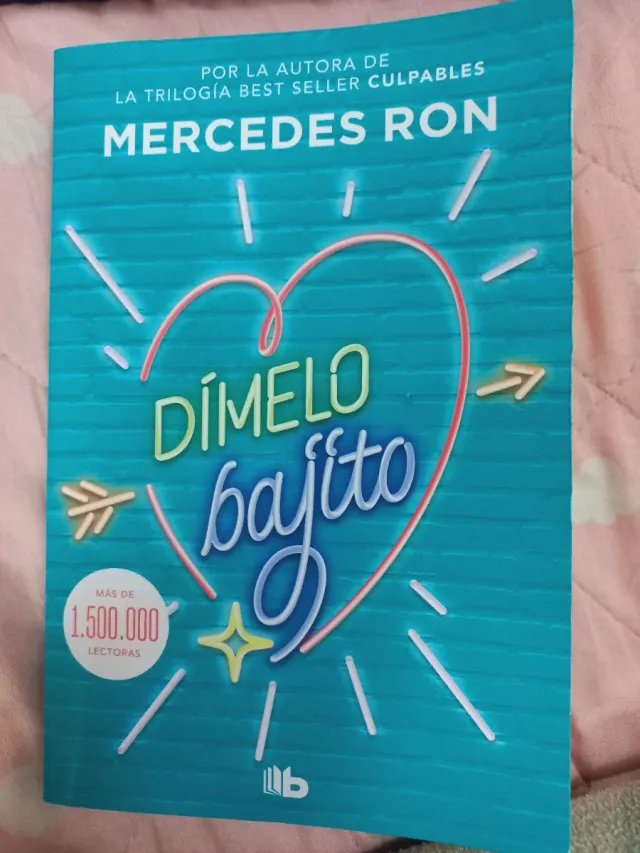 POR LA AUTORA DE
LA TRILOGÍA BEST SELLER CULPABLES
MERCEDES RON
DÍMELO
bajito
MÁS DE
1.500.000
LECTORAS
b